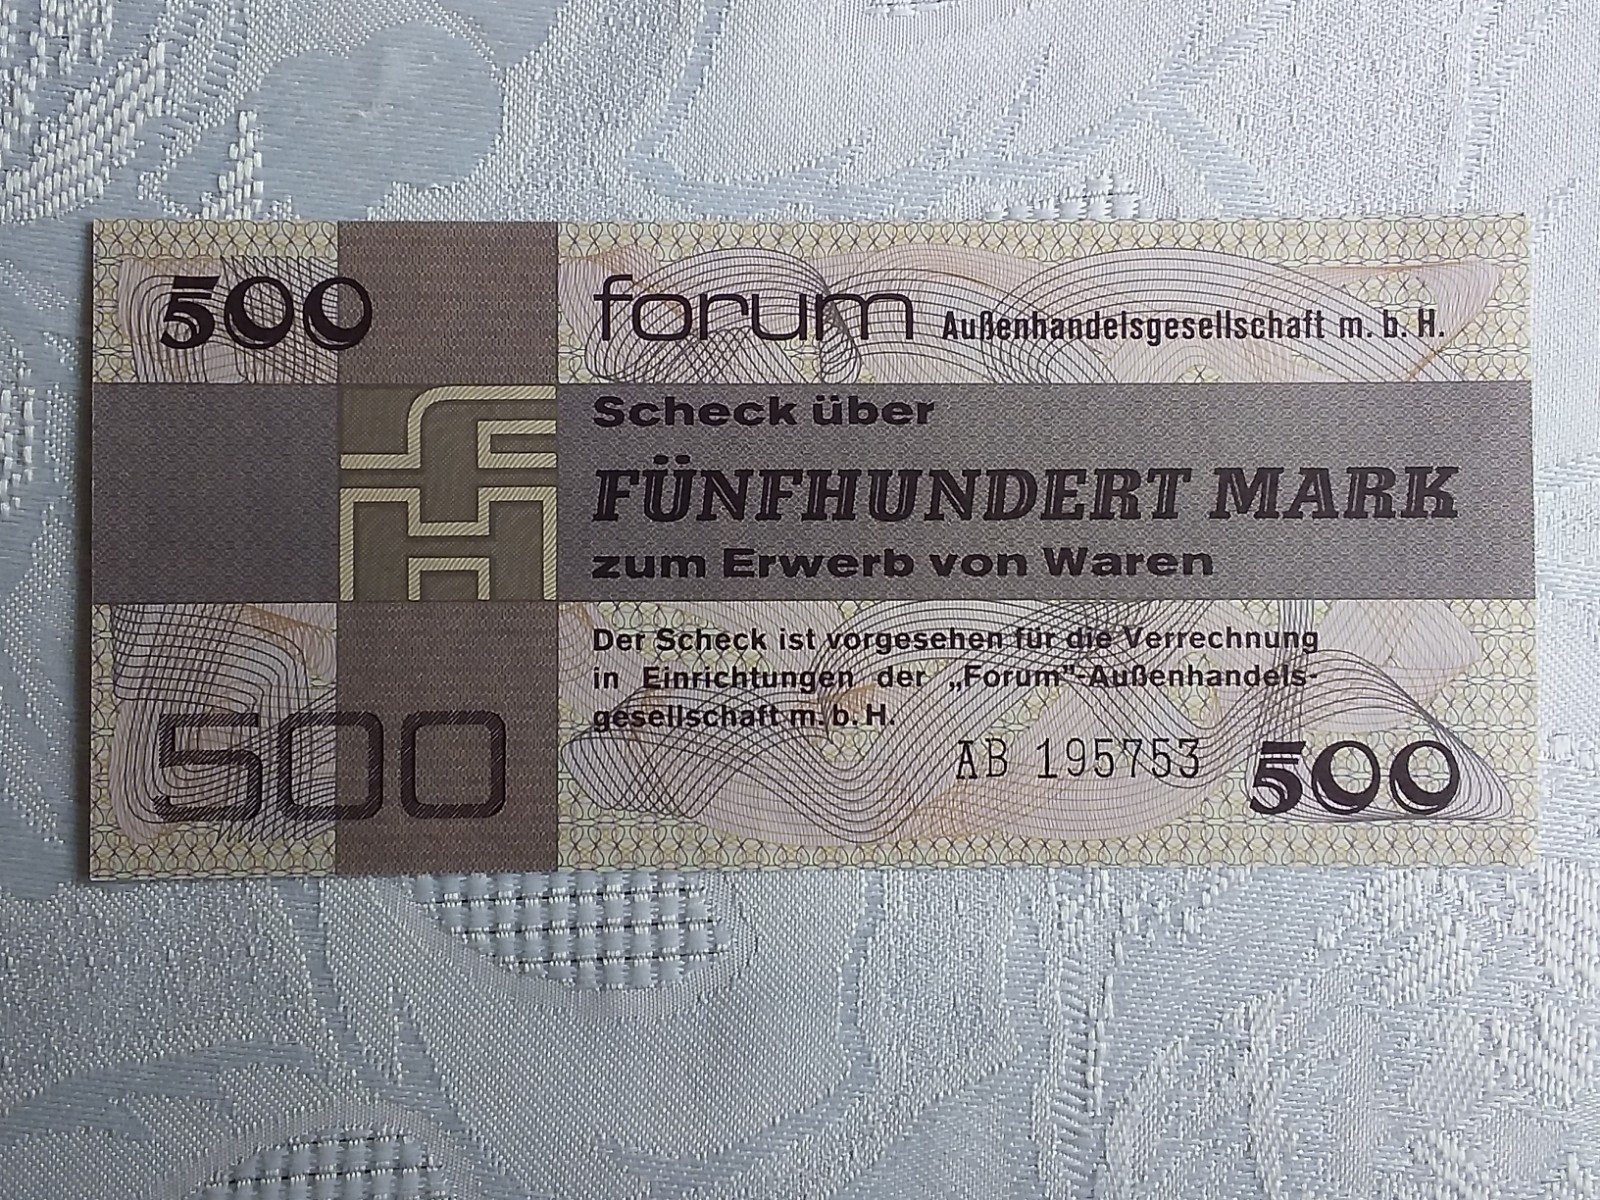 500
forum Außenhandelsgesellschaft m. b. H.
Scheck über
FÜNFHUNDERT MARK
zum Erwerb von Waren
Der Scheck ist vorgesehen für die Verrechnung
in Einrichtungen der „Forum”-Außenhandels-
gesellschaft m. b. H.
500
AB 195753
500